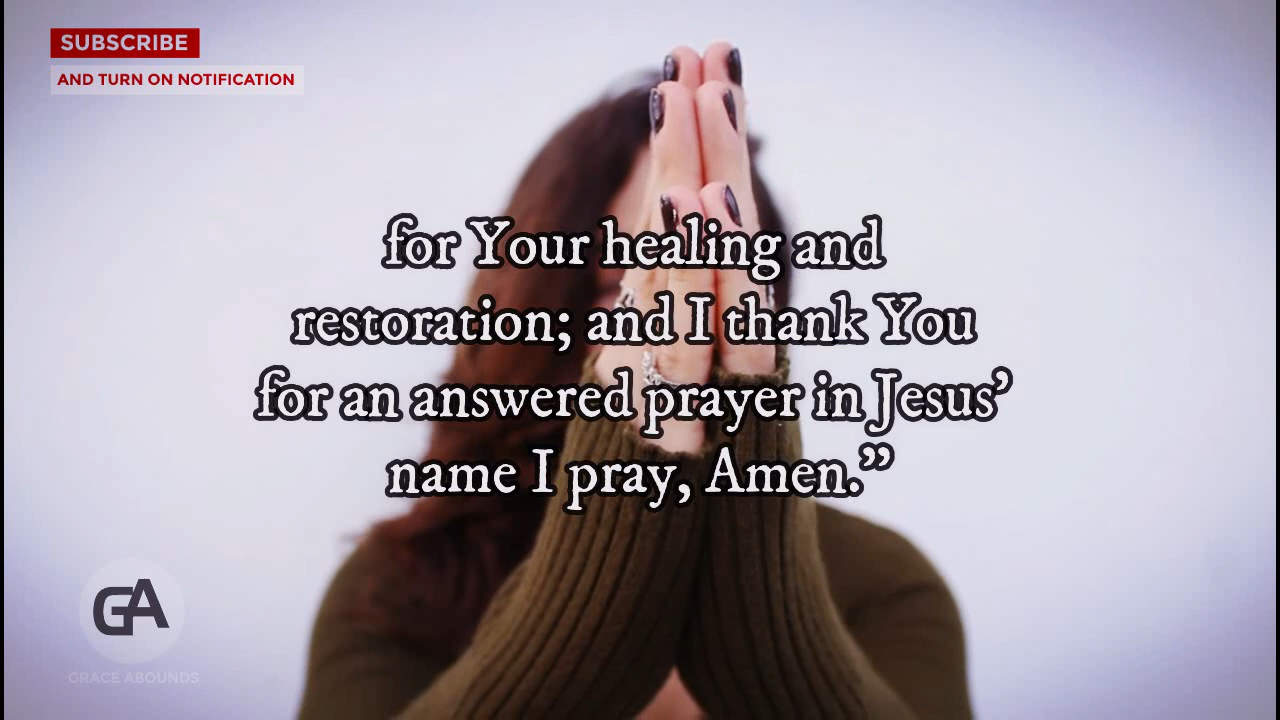 SUBSCRIBE
AND TURN ON NOTIFICATION
for Your healing and
restoration; and I thank You
for an answered prayer in Jesus’
name I pray, Amen.”
GA
GRACE ABOUNDS